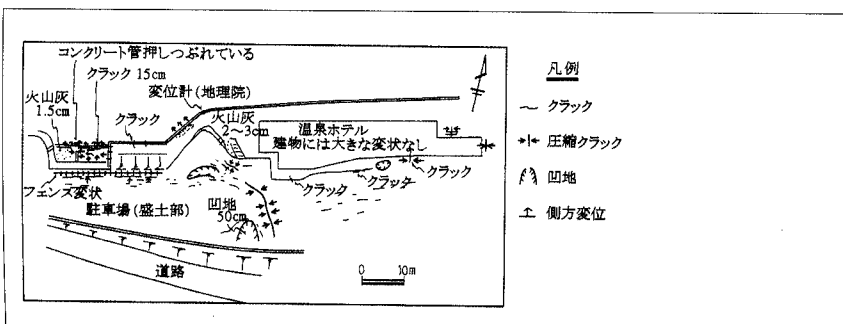 コンクリート管押しつぶれている
クラック 15cm
火山灰
1.5cm
変位計(地理院)
クラック
火山灰
2〜3cm
温泉ホテル
建物には大きな変状なし
フェンス変状
クラック
クラック
クラック
駐車場(盛土部)
凹地
50cm
道路
0 10m
凡例
クラック
圧縮クラック
凹地
側方変位